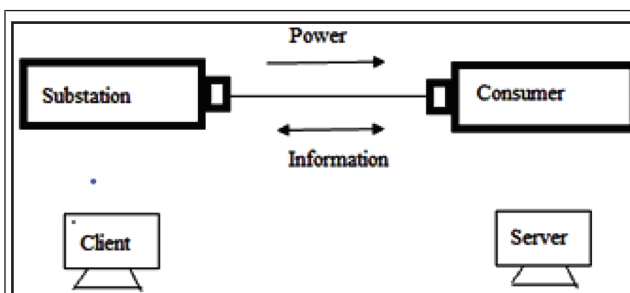 Power
Substation
Consumer
Information
Client
Server